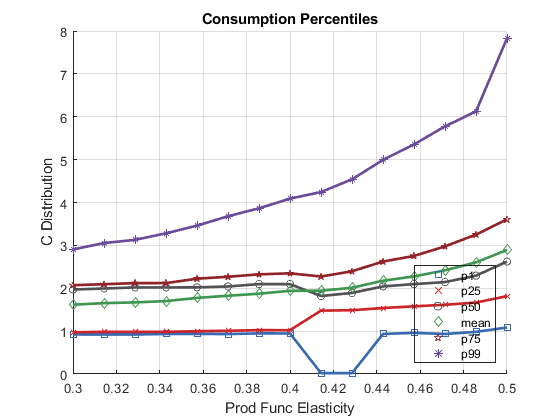 Consumption Percentiles
C Distribution
8
7
6
5
4
3
2
1
0
0.3
0.32
0.34
0.36
0.38
0.4
0.42
0.44
0.46
0.48
0.5
Prod Func Elasticity
p1
p25
p50
mean
p75
p99